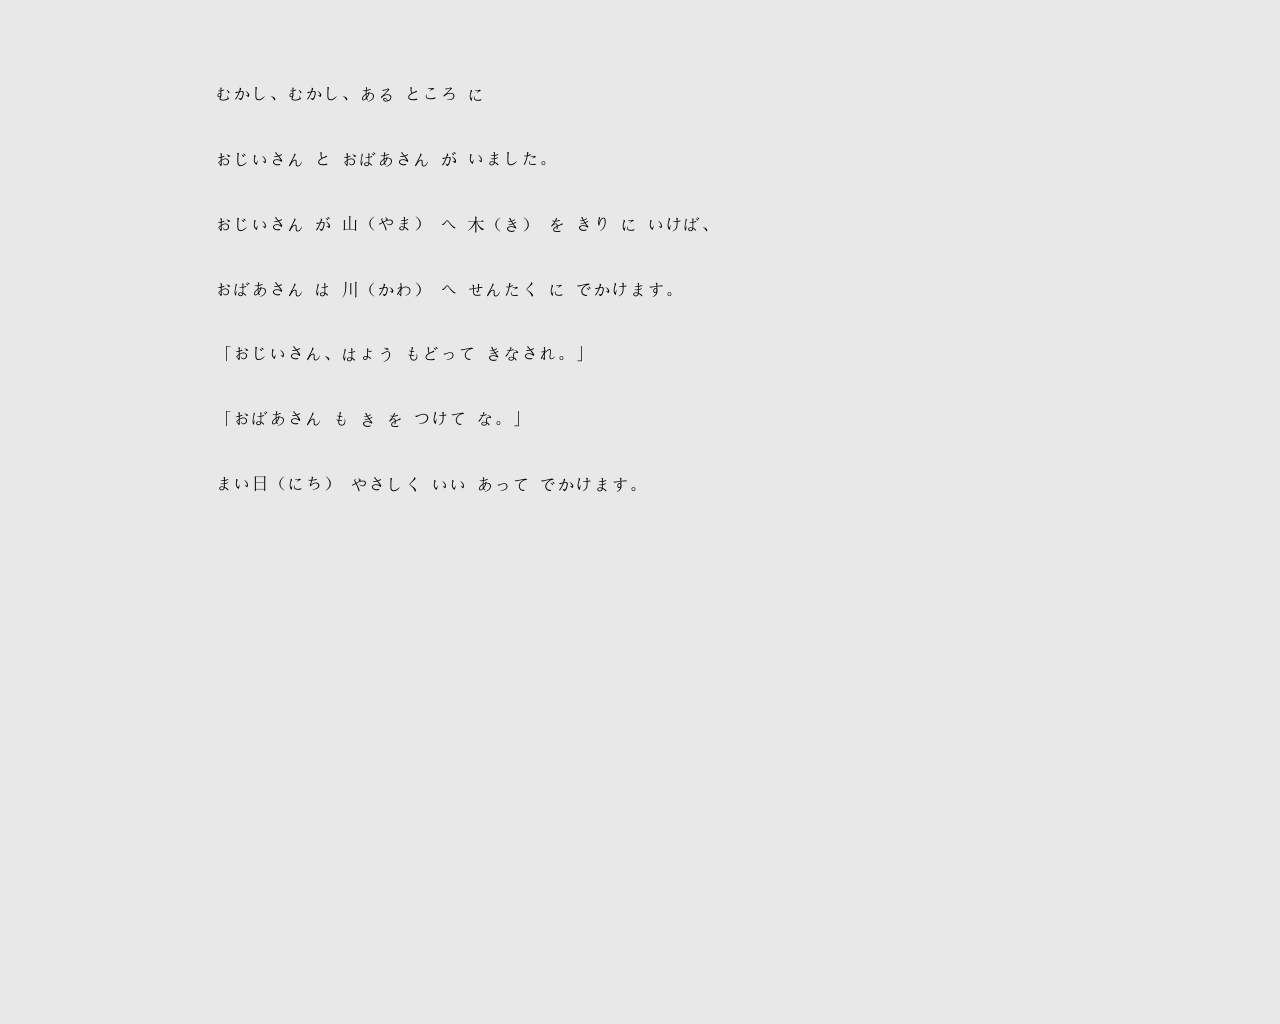 むかし、むかし、ある ところ に
おじいさん と おばあさん が いました。
おじいさん が 山（やま） へ 木（き） を きり に いけば、
おばあさん は 川（かわ） へ せんたく に でかけます。
「おじいさん、はよう もどって きなされ。」
「おばあさん も き を つけて な。」
まい日（にち） やさしく いい あって でかけます。